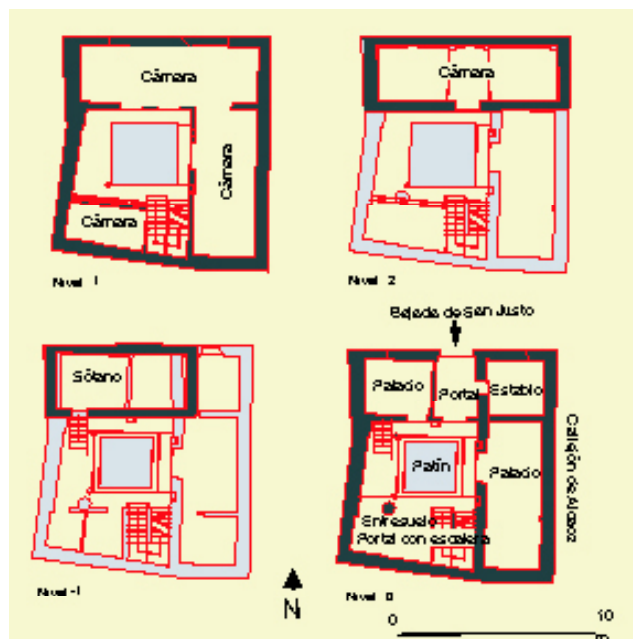 Cámara
Cámara
Cámara
Nivel 1
Cámara
Nivel 2
Bajada de San Justo
Sótano
Nivel -1
Palacio
Portal
Establo
Patín
Palacio
Entresuelo
Portal con escalera
Nivel 0
Callejón de
N
0
10
m